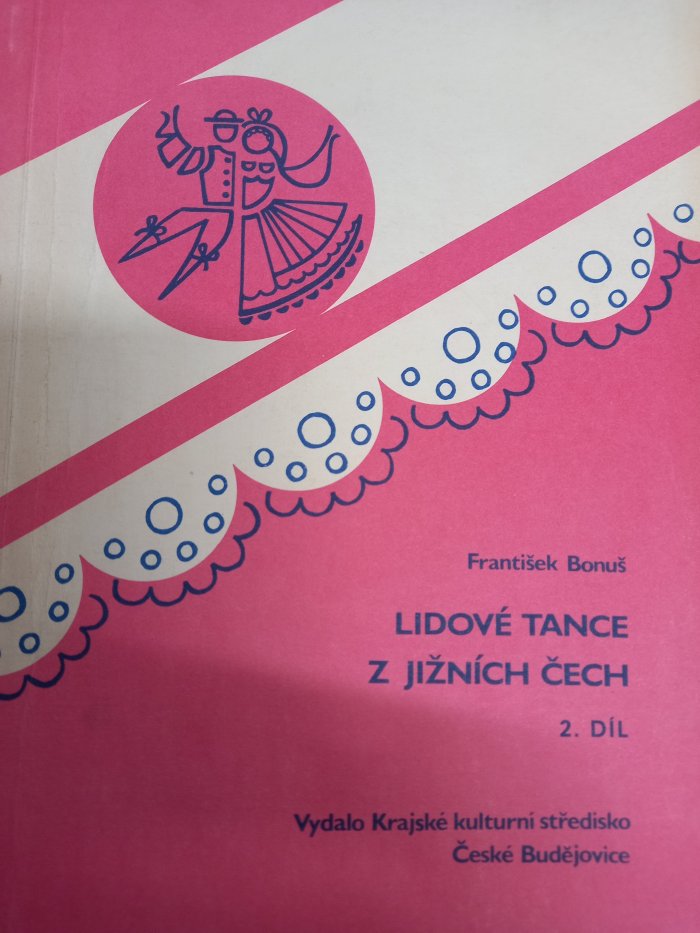 František Bonuš
LIDOVÉ TANCE
Z JIŽNÍCH ČECH
2. DÍL
Vydalo Krajské kulturní středisko
České Budějovice